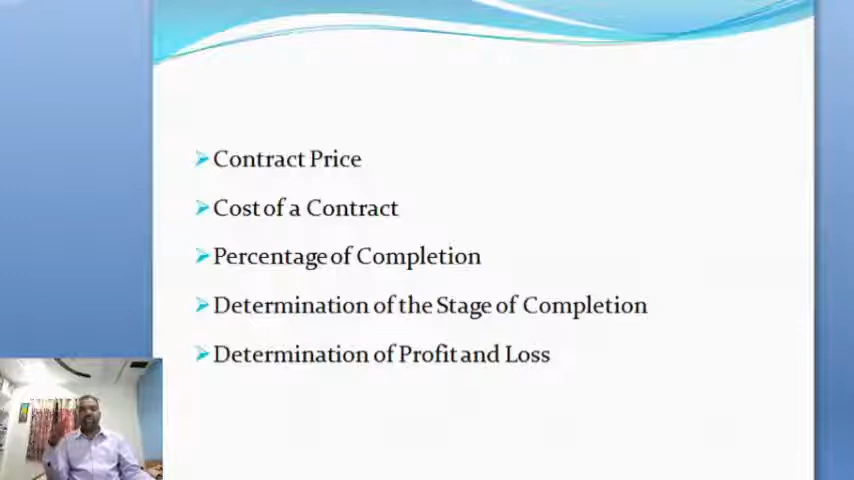 Contract Price
Cost of a Contract
Percentage of Completion
Determination of the Stage of Completion
Determination of Profit and Loss